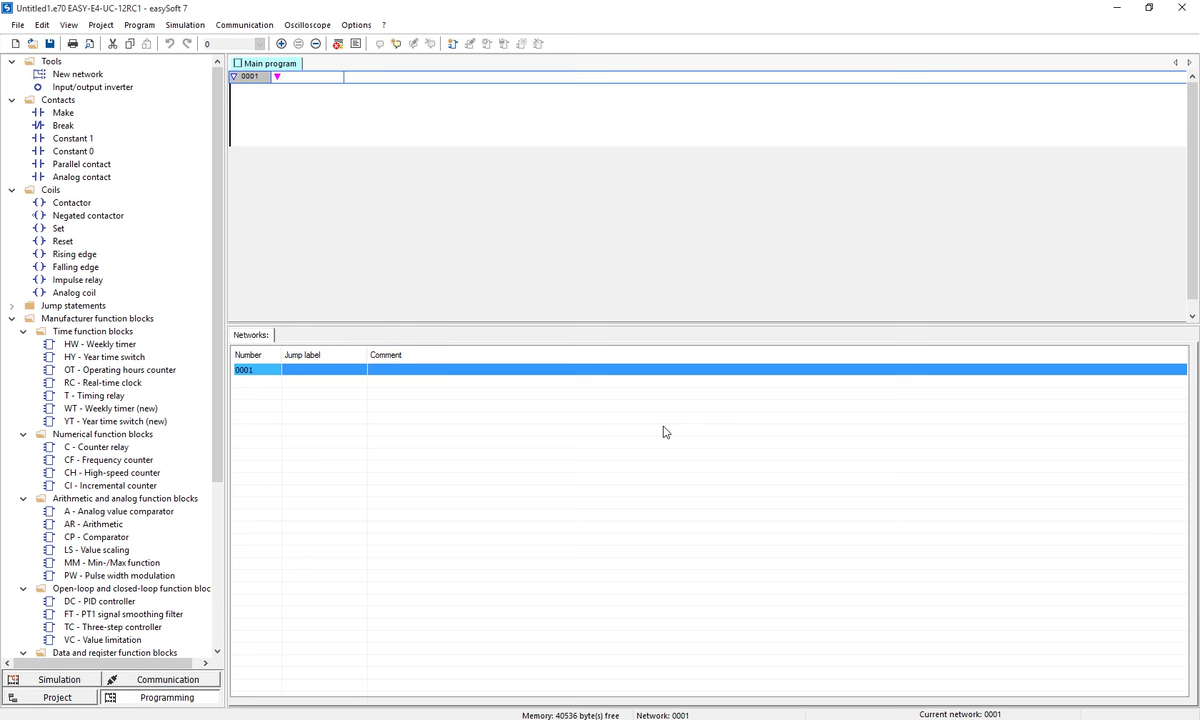 Untitled1.e70 EASY-E4-UC-12RC1 - easySoft 7
File Edit View Project Program Simulation Communication Oscilloscope Options ?
0
Tools
New network
Input/output inverter
Contacts
Make
Break
Constant 1
Constant 0
Parallel contact
Analog contact
Coils
Contactor
Negated contactor
Set
Reset
Rising edge
Falling edge
Impulse relay
Analog coil
Jump statements
Manufacturer function blocks
Time function blocks
HW - Weekly timer
HY - Year time switch
OT - Operating hours counter
RC - Real-time clock
T - Timing relay
WT - Weekly timer (new)
YT - Year time switch (new)
Numerical function blocks
C - Counter relay
CF - Frequency counter
CH - High-speed counter
CI - Incremental counter
Arithmetic and analog function blocks
A - Analog value comparator
AR - Arithmetic
CP - Comparator
LS - Value scaling
MM - Min-/Max function
PW - Pulse width modulation
Open-loop and closed-loop function bloc
DC - PID controller
FT - PT1 signal smoothing filter
TC - Three-step controller
VC - Value limitation
Data and register function blocks
Simulation Communication
Project Programming
Main program
0001
Networks:
Number Jump label Comment
0001
Memory: 40536 byte(s) free Network: 0001 Current network: 0001